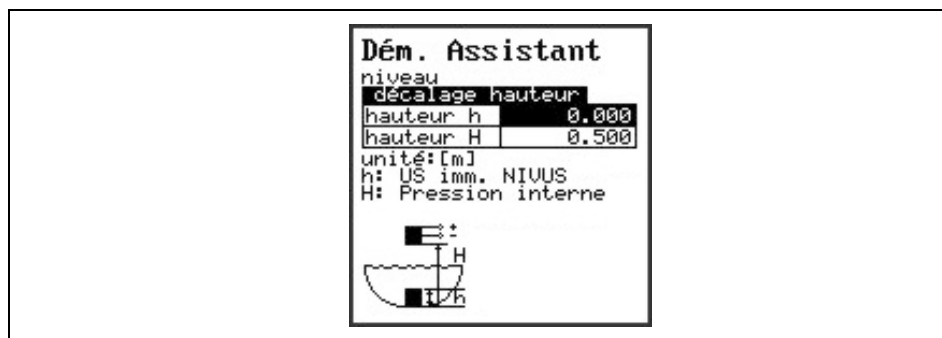 Dém. Assistant
niveau
décalage hauteur
hauteur h 0.000
hauteur H 0.500
unité:[m]
h: US imm. NIVUS
H: Pression interne
+
-
H
h